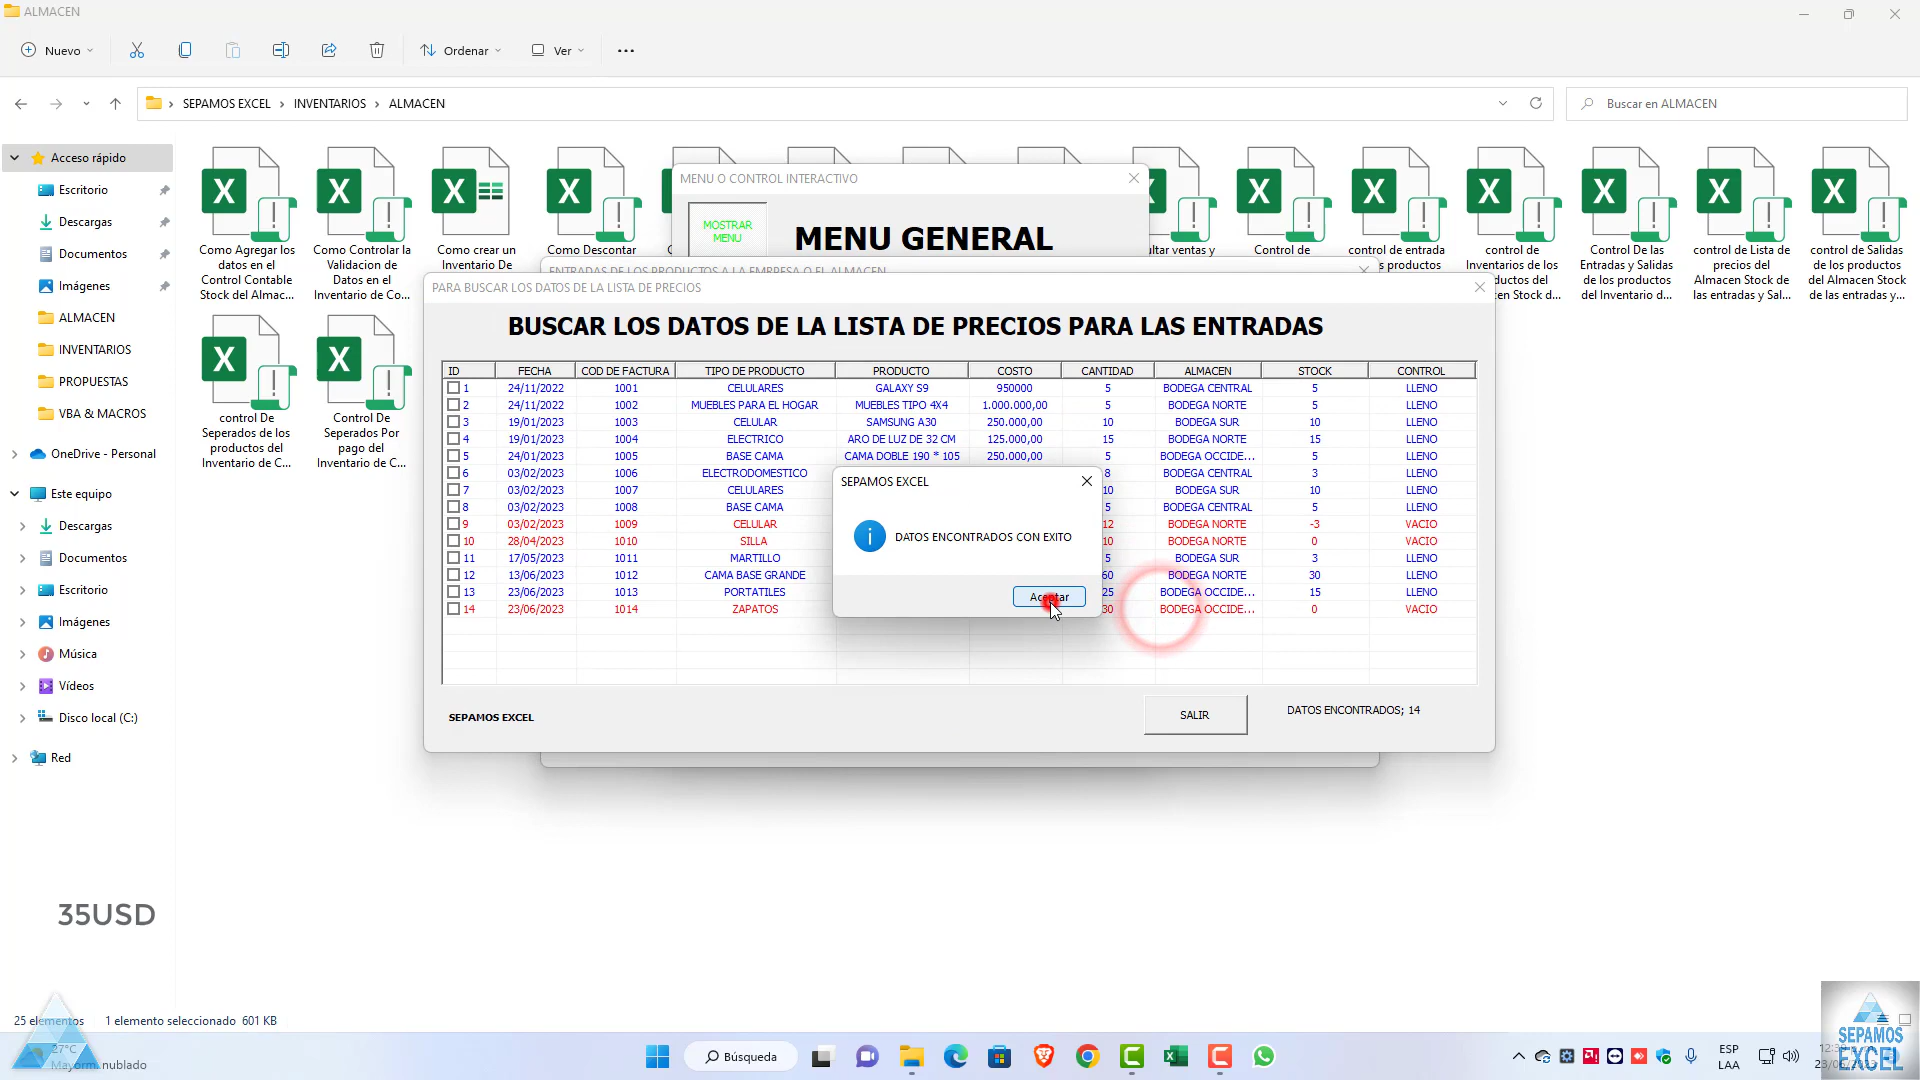 ALMACEN
Nuevo
Ordenar
Ver
SEPAMOS EXCEL > INVENTARIOS > ALMACEN
Buscar en ALMACEN
Acceso rápido
Escritorio
Descargas
Documentos
Imágenes
ALMACEN
INVENTARIOS
PROPUESTAS
VBA & MACROS
OneDrive - Personal
Este equipo
Descargas
Documentos
Escritorio
Imágenes
Música
Vídeos
Disco local (C:)
Red
Como Agregar los
datos en el
Control Contable
Stock del Almac...
Como Controlar la
Validacion de
Datos en el
Inventario de Co...
Como crear un
Inventario De
Como Descontar
ultar ventas y
Control de
control de entrada
s productos
control de
Inventarios de los
uctos del
en Stock d...
Control De las
Entradas y Salidas
de los productos
del Inventario d...
control de Lista de
precios del
Almacen Stock de
las entradas y Sal...
control de Salidas
de los productos
del Almacen Stock
de las entradas y...
control De
Seperados de los
productos del
Inventario de C...
Control De
Seperados Por
pago del
Inventario de C...
MENU O CONTROL INTERACTIVO
MOSTRAR
MENU
MENU GENERAL
ENTRADAS DE LOS PRODUCTOS A LA EMPRESA O EL ALMACEN
PARA BUSCAR LOS DATOS DE LA LISTA DE PRECIOS
BUSCAR LOS DATOS DE LA LISTA DE PRECIOS PARA LAS ENTRADAS
ID FECHA COD DE FACTURA TIPO DE PRODUCTO PRODUCTO COSTO CANTIDAD ALMACEN STOCK CONTROL
1 24/11/2022 1001 CELULARES GALAXY S9 950000 5 BODEGA CENTRAL 5 LLENO
2 24/11/2022 1002 MUEBLES PARA EL HOGAR MUEBLES TIPO 4X4 1.000.000,00 5 BODEGA NORTE 5 LLENO
3 19/01/2023 1003 CELULAR SAMSUNG A30 250.000,00 10 BODEGA SUR 10 LLENO
4 19/01/2023 1004 ELECTRICO ARO DE LUZ DE 32 CM 125.000,00 15 BODEGA NORTE 15 LLENO
5 24/01/2023 1005 BASE CAMA CAMA DOBLE 190 * 105 250.000,00 5 BODEGA OCCIDE... 5 LLENO
6 03/02/2023 1006 ELECTRODOMESTICO 8 BODEGA CENTRAL 3 LLENO
7 03/02/2023 1007 CELULARES 10 BODEGA SUR 10 LLENO
8 03/02/2023 1008 BASE CAMA 5 BODEGA CENTRAL 5 LLENO
9 03/02/2023 1009 CELULAR 12 BODEGA NORTE -3 VACIO
10 28/04/2023 1010 SILLA 10 BODEGA NORTE 0 VACIO
11 17/05/2023 1011 MARTILLO 5 BODEGA SUR 3 LLENO
12 13/06/2023 1012 CAMA BASE GRANDE 60 BODEGA NORTE 30 LLENO
13 23/06/2023 1013 PORTATILES 25 BODEGA OCCIDE... 15 LLENO
14 23/06/2023 1014 ZAPATOS 30 BODEGA OCCIDE... 0 VACIO
SEPAMOS EXCEL
DATOS ENCONTRADOS CON EXITO
Aceptar
SEPAMOS EXCEL
SALIR
DATOS ENCONTRADOS; 14
35USD
25 elementos 1 elemento seleccionado 601 KB
27°C
Mayorm. nublado
Búsqueda
ESP
LAA
SEPAMOS
EXCEL